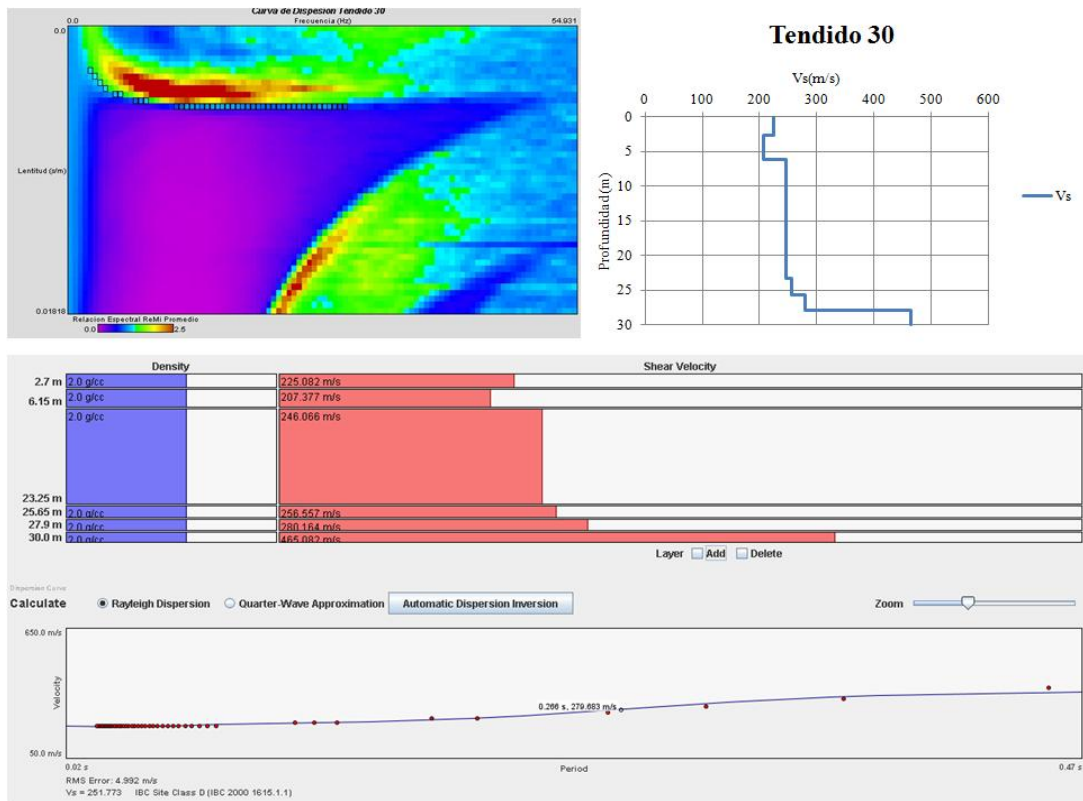 Curva de Dispesión Tendido 30
0.0 Frecuencia (Hz) 54.931
0.0
Lentitud (s/m)
0.01818
Relacion Espectral ReMi Promedio
0.0 2.5
Tendido 30
Vs(m/s)
0 100 200 300 400 500 600
0
5
10
15
20
25
30
Profundidad(m)
Vs
Density Shear Velocity
2.7 m 2.0 g/cc 225.082 m/s
6.15 m 2.0 g/cc 207.377 m/s
2.0 g/cc 246.066 m/s
23.25 m
25.65 m 2.0 g/cc 256.557 m/s
27.9 m 2.0 g/cc 280.164 m/s
30.0 m 2.0 g/cc 465.082 m/s
Layer Add Delete
Dispersion Curve
Calculate Rayleigh Dispersion Quarter-Wave Approximation Automatic Dispersion Inversion Zoom
650.0 m/s
Velocity
0.266 s, 279.683 m/s
50.0 m/s
0.02 s Period 0.47 s
RMS Error: 4.992 m/s
Vs = 251.773 IBC Site Class D (IBC 2000 1615.1.1)